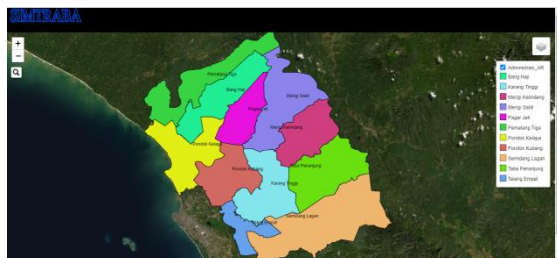 SIMTRABA
+
−
Pematang Tiga
Bang Haji
Merigi Sakti
Pagar Jati
Merigi Kelindang
Pondok Kelapa
Taba Penanjung
Pondok Kubang
Karang Tinggi
Semidang Lagan
Talang Empat
Administrasi_AR
Bang Haji
Karang Tinggi
Merigi Kelindang
Merigi Sakti
Pagar Jati
Pematang Tiga
Pondok Kelapa
Pondok Kubang
Semidang Lagan
Taba Penanjung
Talang Empat